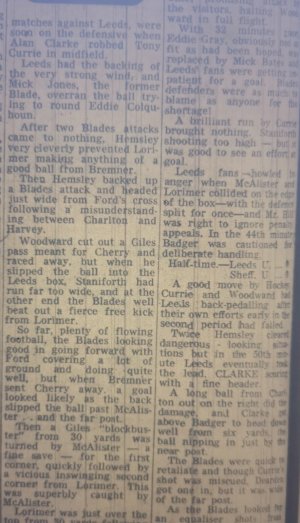 matches against Leeds, were
soon on the defensive when
Alan Clarke robbed Tony
Currie in midfield.
Leeds had the backing of
the very strong wind, and
Mick Jones, the former
Blade, overran the ball try-
ing to round Eddie Colqu-
houn.
After two Blades attacks
came to nothing, Hemsley
very cleverly prevented Lori-
mer making anything of a
good ball from Bremner.
Then Hemsley backed up
a Blades attack and headed
just wide from Ford's cross
following a misunderstand-
ing between Charlton and
Harvey.
Woodward cut out a Giles
pass meant for Cherry and
raced away, but when he
slipped the ball into the
Leeds box, Staniforth had
run far too wide, and at the
other end the Blades well
beat out a fierce free kick
from Lorimer.
So far, plenty of flowing
football, the Blades looking
good in going forward with
Ford covering a lot of
ground and doing quite
well, but when Bremner
sent Cherry away, a goal
looked likely as the back
slipped the ball past McAlis-
ter . . and the far post.
Then a Giles "blockbus-
ter" from 30 yards was
turned by McAlister — a
fine save — for the first
corner, quickly followed by
a vicious inswinging second
corner from Lorimer. This
was superbly caught by
McAlister.
Lorimer was just over the
the visitors, halting Wood-
ward in full flight.
With 32 minutes gone
Eddie Gray, obviously not
fit as had been hoped, was
replaced by Mick Bates and
Leeds' fans were getting im-
patient for a goal. Blades
defenders were as much to
blame as anyone for the
shortage!
A brilliant run by Currie
brought nothing, Staniforth
shooting too high — but it
was good to see an effort at
goal.
Leeds fans howled in
anger when McAlister and
Lorimer collided on the edge
of the box—with the defence
split for once—and Mr. Hill
was right to ignore penalty
appeals. In the 44th minute
Badger was cautioned for
deliberate handling.
Half-time.—Leeds U.
Sheff. U.
A good move by Hockey,
Currie and Woodward had
Leeds back-pedalling after
their own efforts early in the
second period had failed.
Twice Hemsley cleared
dangerous - looking situa-
tions but in the 50th min-
ute Leeds eventually took
the lead, CLARKE scoring
with a fine header.
A long ball from Charl-
ton out on the right did the
damage, and Clarke got
above Badger to head down
well from six yards, the
ball nipping in just by the
near post.
The Blades were quick to
retaliate and though Currie's
shot was miscued, Dearden
got one in, but it was wide
of the far post.
As the Blades looked for
an equaliser